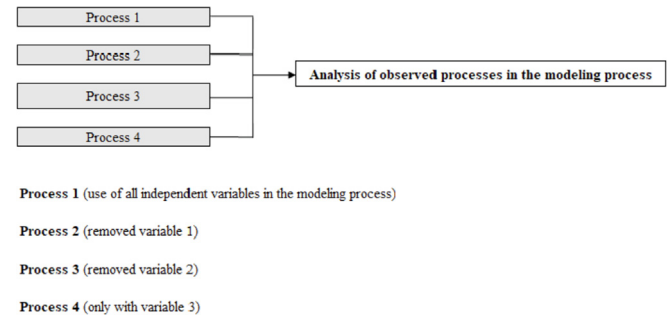 Process 1
Process 2
Process 3
Process 4
Analysis of observed processes in the modeling process
Process 1 (use of all independent variables in the modeling process)
Process 2 (removed variable 1)
Process 3 (removed variable 2)
Process 4 (only with variable 3)